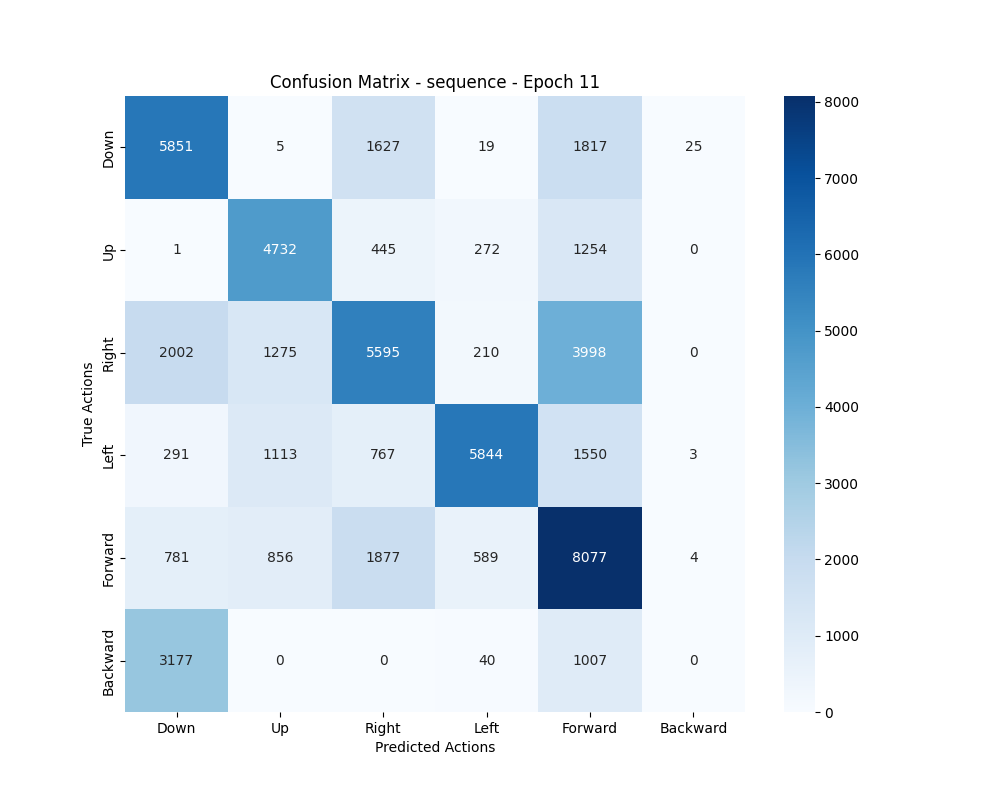 Confusion Matrix - sequence - Epoch 11
True Actions
Down 5851 5 1627 19 1817 25
Up 1 4732 445 272 1254 0
Right 2002 1275 5595 210 3998 0
Left 291 1113 767 5844 1550 3
Forward 781 856 1877 589 8077 4
Backward 3177 0 0 40 1007 0
Down Up Right Left Forward Backward
Predicted Actions
8000
7000
6000
5000
4000
3000
2000
1000
0